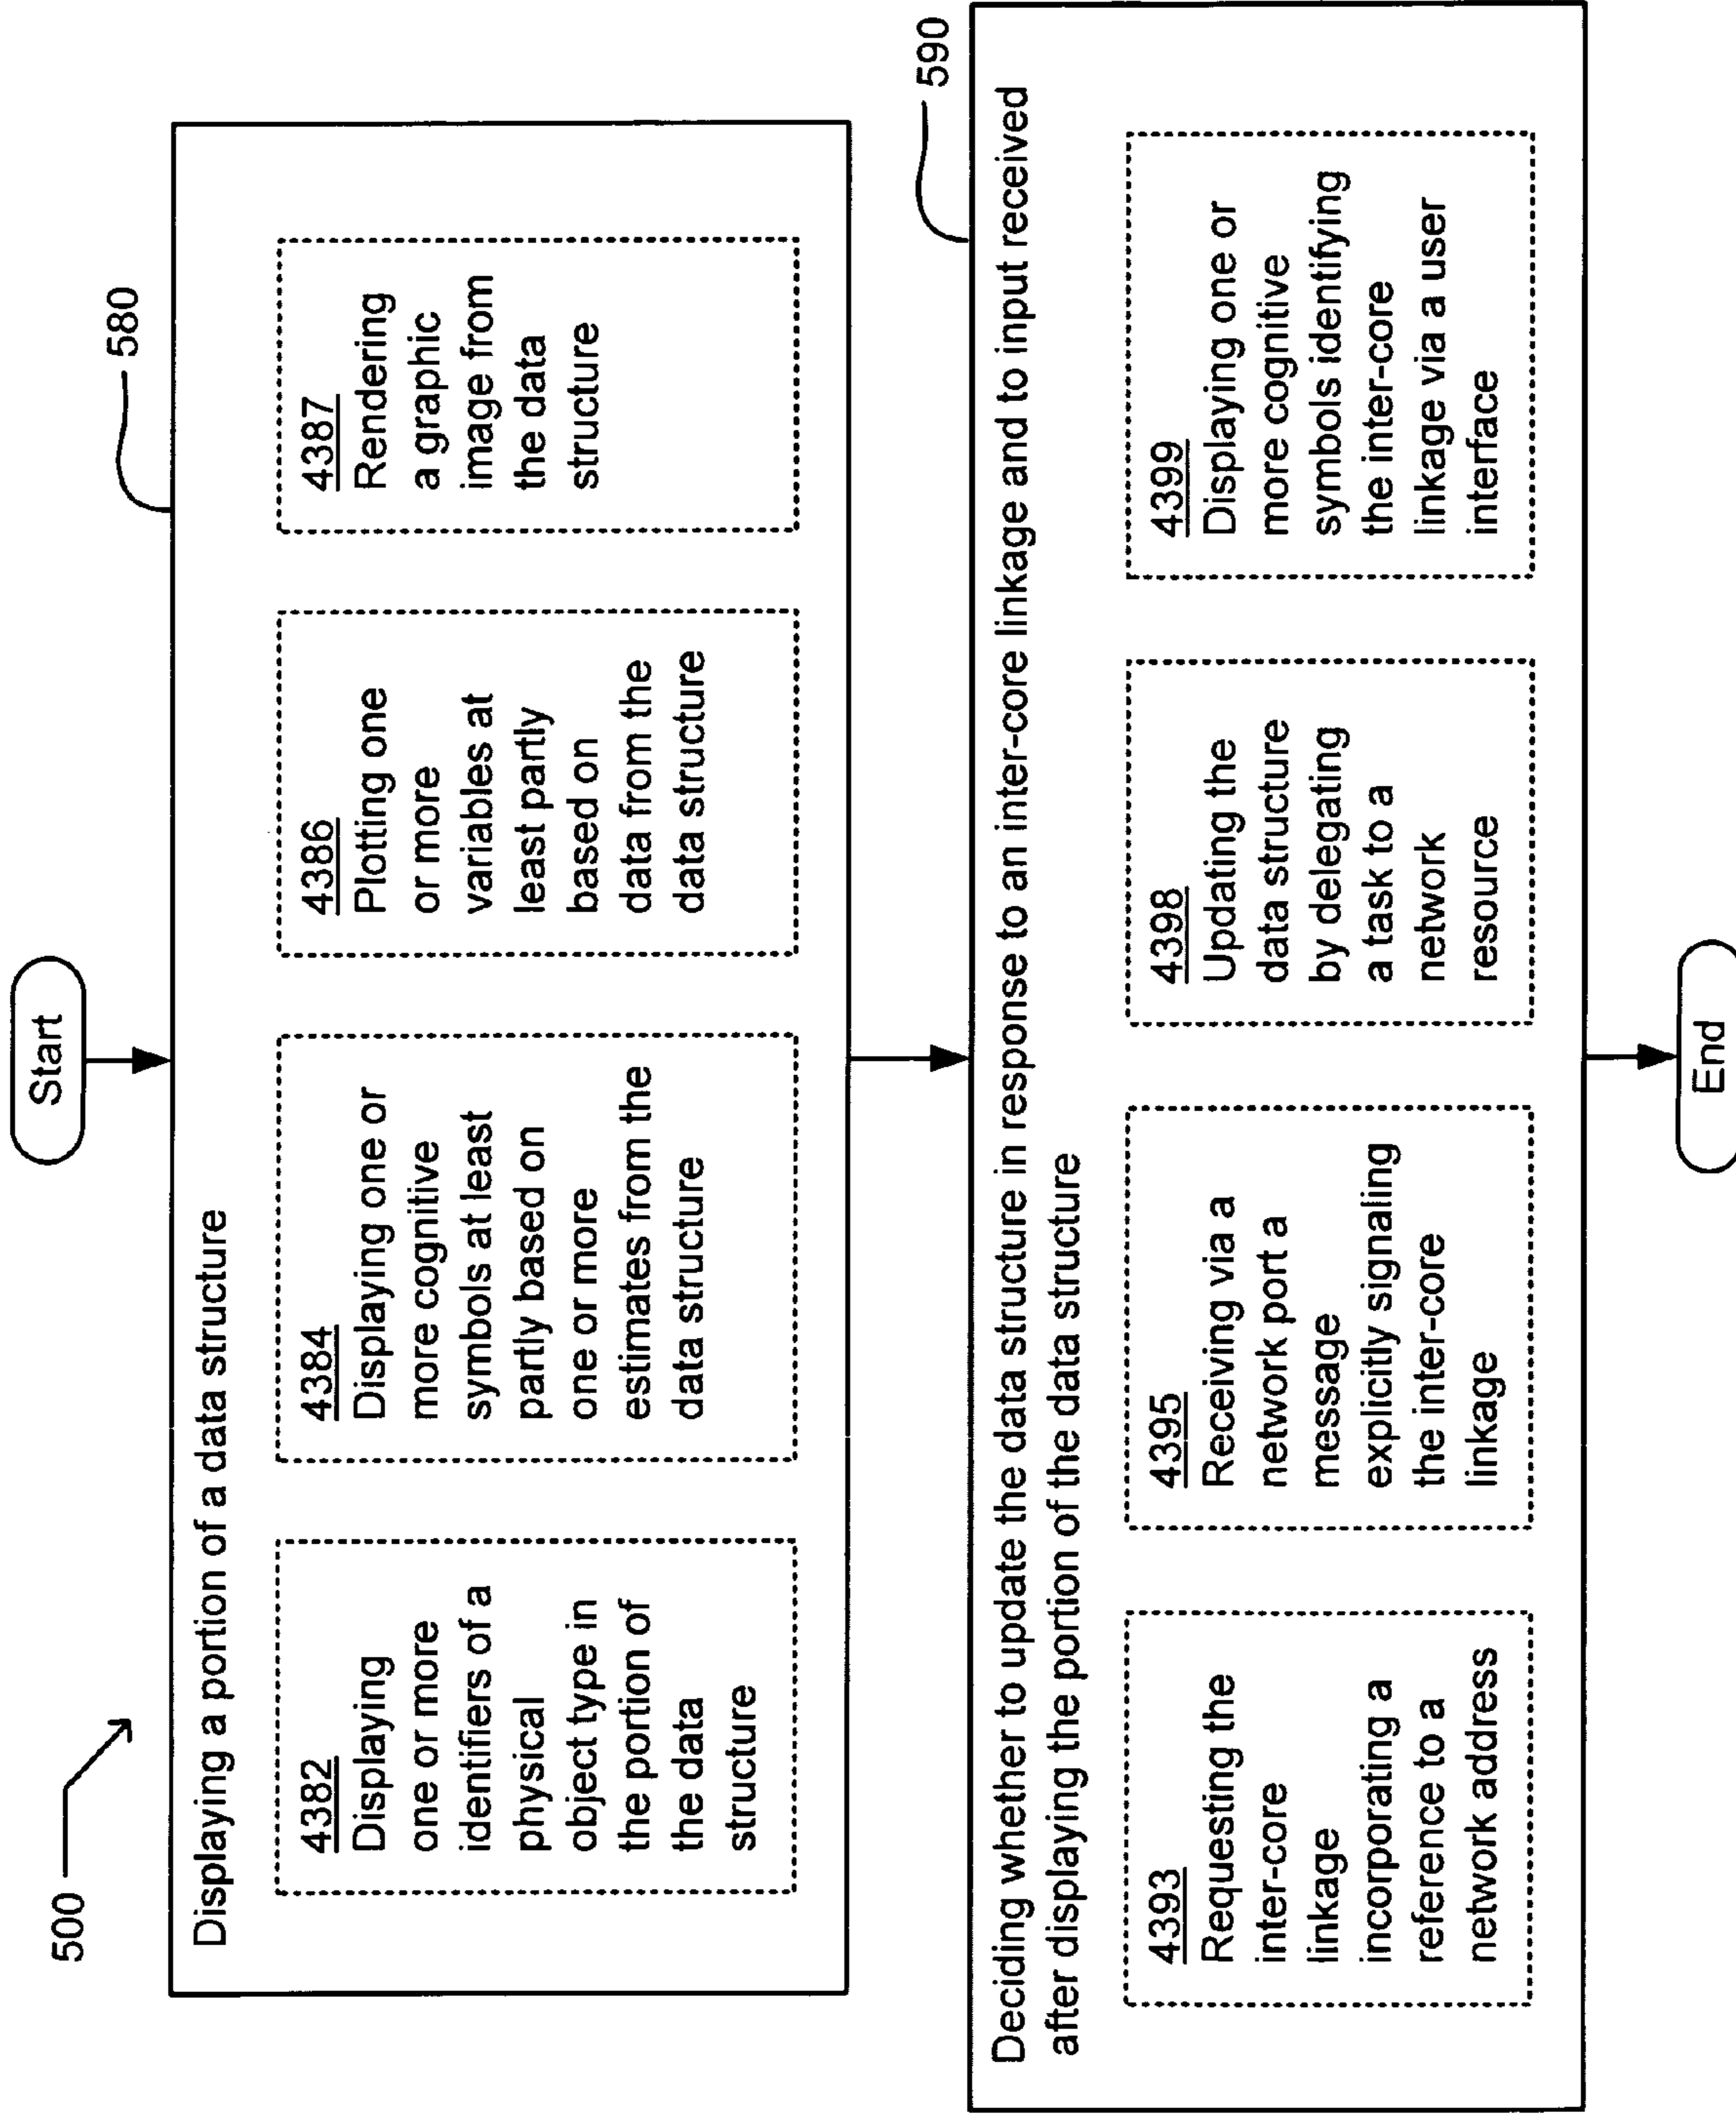 500
Start
580
Displaying a portion of a data structure
4382
Displaying
one or more
identifiers of a
physical
object type in
the portion of
the data
structure
4384
Displaying one or
more cognitive
symbols at least
partly based on
one or more
estimates from the
data structure
4386
Plotting one
or more
variables at
least partly
based on
data from the
data structure
4387
Rendering
a graphic
image from
the data
structure
590
Deciding whether to update the data structure in response to an inter-core linkage and to input received
after displaying the portion of the data structure
4393
Requesting the
inter-core
linkage
incorporating a
reference to a
network address
4395
Receiving via a
network port a
message
explicitly signaling
the inter-core
linkage
4398
Updating the
data structure
by delegating
a task to a
network
resource
4399
Displaying one or
more cognitive
symbols identifying
the inter-core
linkage via a user
interface
End